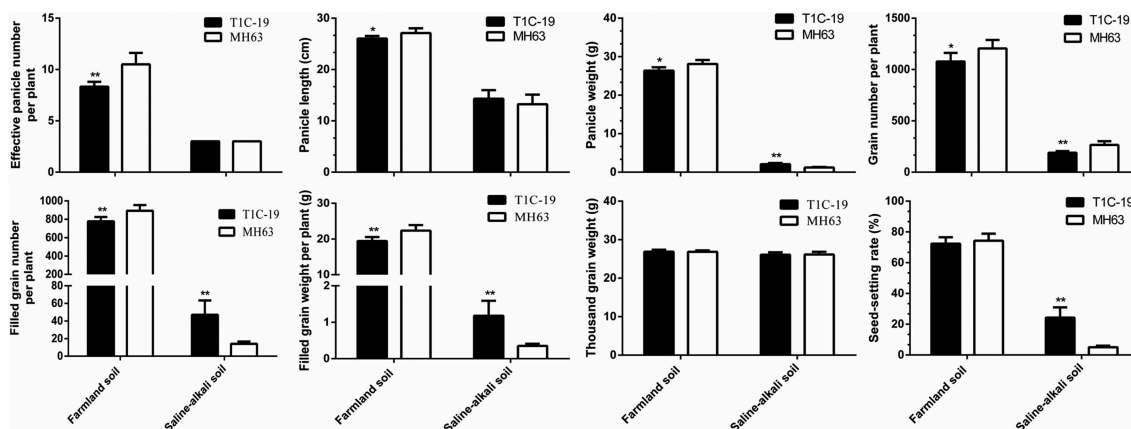 Effective panicle number
per plant
15
10
5
0
**
T1C-19
MH63
Panicle length (cm)
30
20
10
0
*
T1C-19
MH63
Panicle weight (g)
40
30
20
10
0
*
**
T1C-19
MH63
Grain number per plant
1500
1000
500
0
*
**
T1C-19
MH63
Filled grain number
per plant
1000
800
600
400
200
80
60
40
20
0
**
**
T1C-19
MH63
Farmland soil
Saline-alkali soil
Filled grain weight per plant (g)
30
20
10
2
1
0
**
**
T1C-19
MH63
Farmland soil
Saline-alkali soil
Thousand grain weight (g)
40
30
20
10
0
T1C-19
MH63
Farmland soil
Saline-alkali soil
Seed-setting rate (%)
100
80
60
40
20
0
**
T1C-19
MH63
Farmland soil
Saline-alkali soil